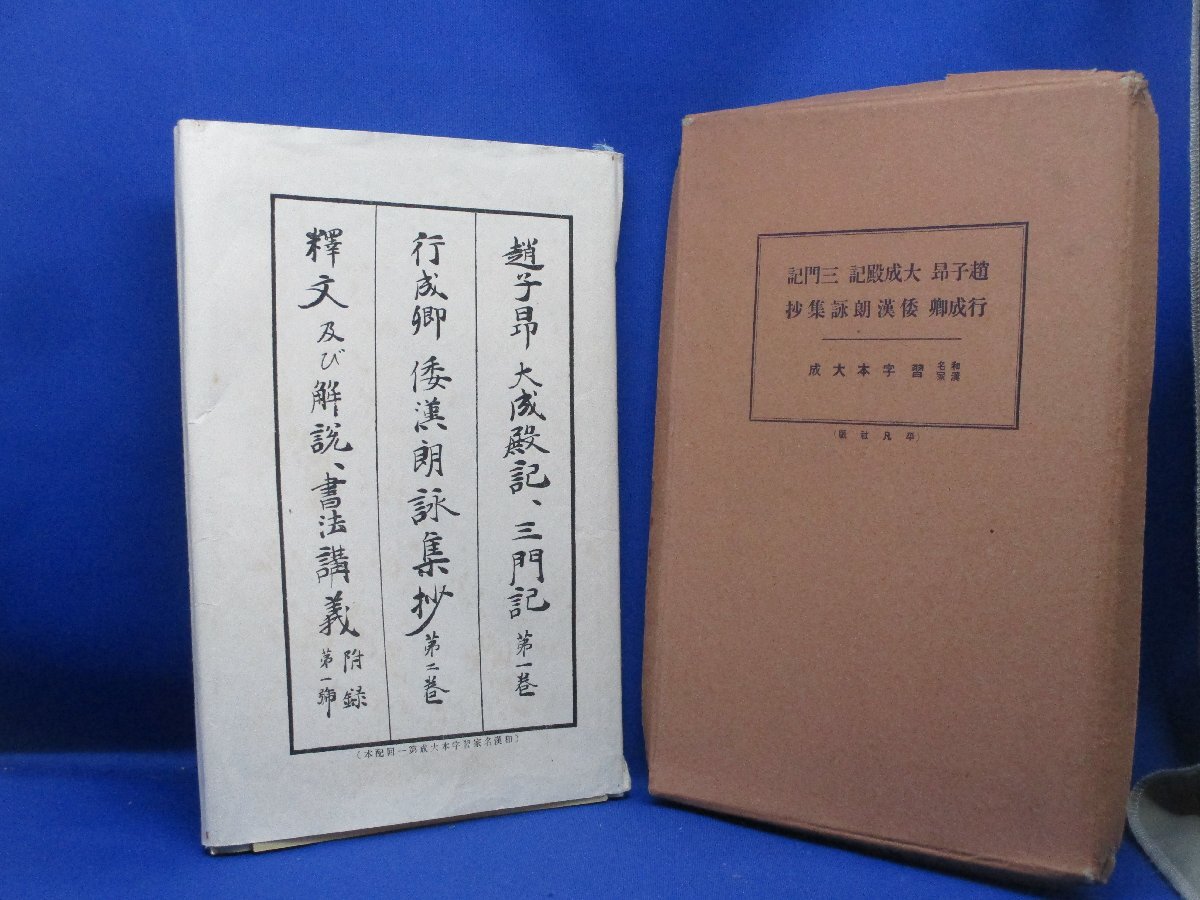 趙子昂 大成殿記、三門記 第一卷
行成卿 倭漢朗詠集抄 第二卷
釋文及び解說、書法講義 附録 第一號
(和漢名家習字本大成第一回配本)
趙子昂 大成殿記 三門記
行成卿 倭漢朗詠集抄
和漢名家 習字本大成
(平凡社版)